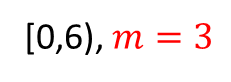 [0,6), m = 3